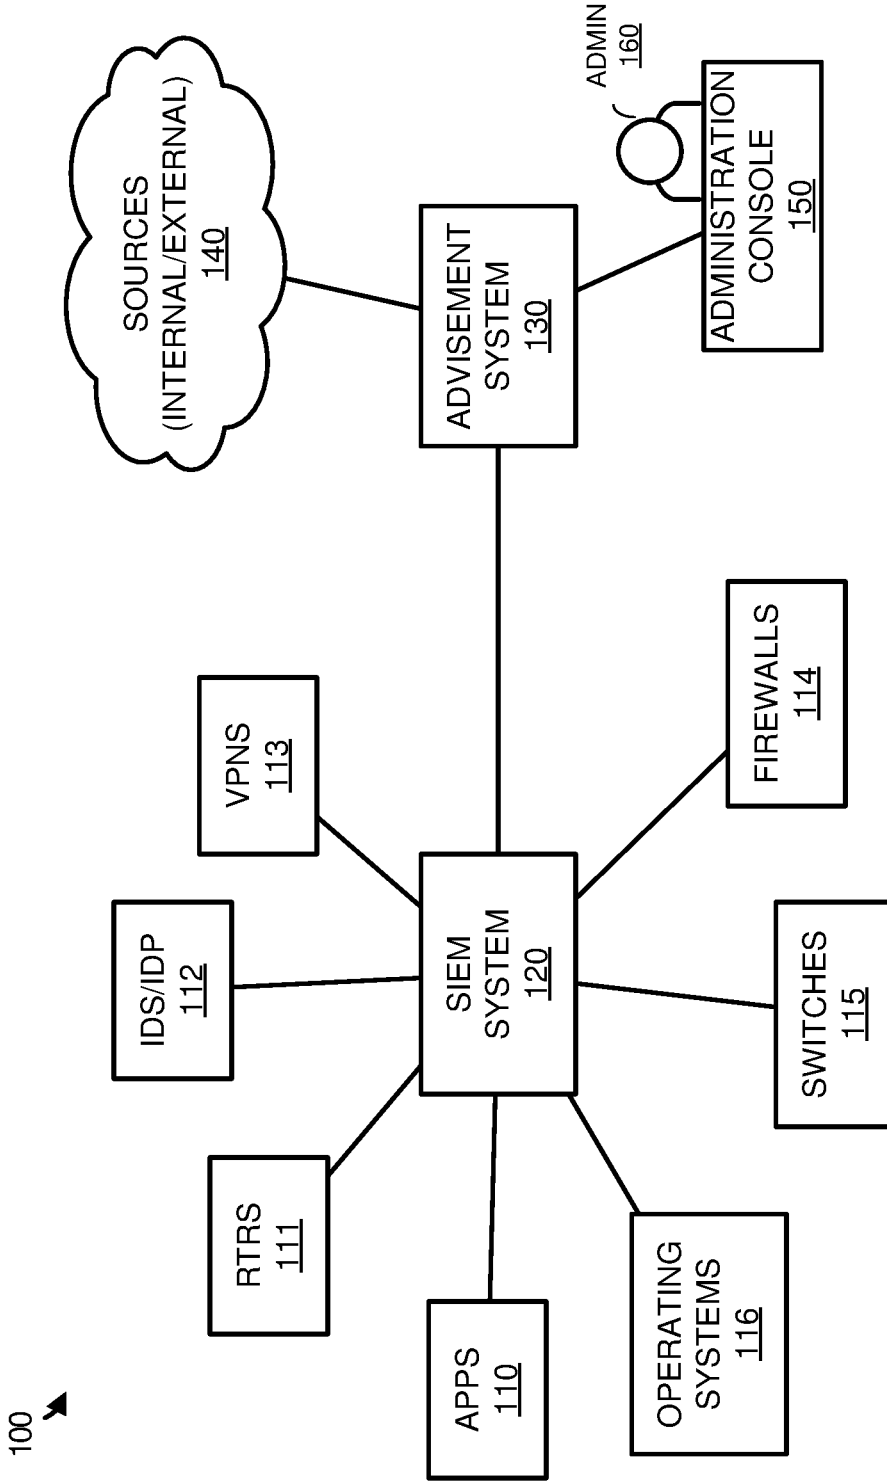 100
APPS
110
RTRS
111
IDS/IDP
112
VPNS
113
SIEM
SYSTEM
120
OPERATING
SYSTEMS
116
SWITCHES
115
FIREWALLS
114
SOURCES
(INTERNAL/EXTERNAL)
140
ADVISEMENT
SYSTEM
130
ADMIN
160
ADMINISTRATION
CONSOLE
150